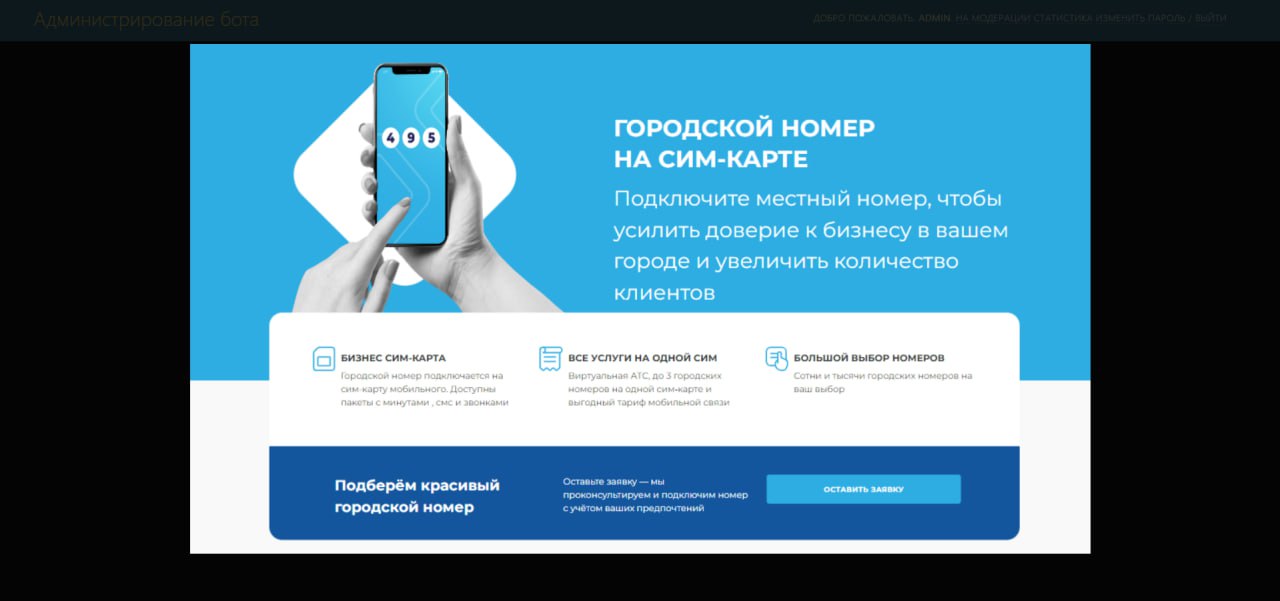 Администрирование бота
ДОБРО ПОЖАЛОВАТЬ, ADMIN. НА МОДЕРАЦИИ СТАТИСТИКА ИЗМЕНИТЬ ПАРОЛЬ / ВЫЙТИ
495
ГОРОДСКОЙ НОМЕР
НА СИМ-КАРТЕ
Подключите местный номер, чтобы
усилить доверие к бизнесу в вашем
городе и увеличить количество
клиентов
БИЗНЕС СИМ-КАРТА
Городской номер подключается на
сим-карту мобильного. Доступны
пакеты с минутами , смс и звонками
ВСЕ УСЛУГИ НА ОДНОЙ СИМ
Виртуальная АТС, до 3 городских
номеров на одной сим-карте и
выгодный тариф мобильной связи
БОЛЬШОЙ ВЫБОР НОМЕРОВ
Сотни и тысячи городских номеров на
ваш выбор
Подберём красивый
городской номер
Оставьте заявку — мы
проконсультируем и подключим номер
с учётом ваших предпочтений
ОСТАВИТЬ ЗАЯВКУ